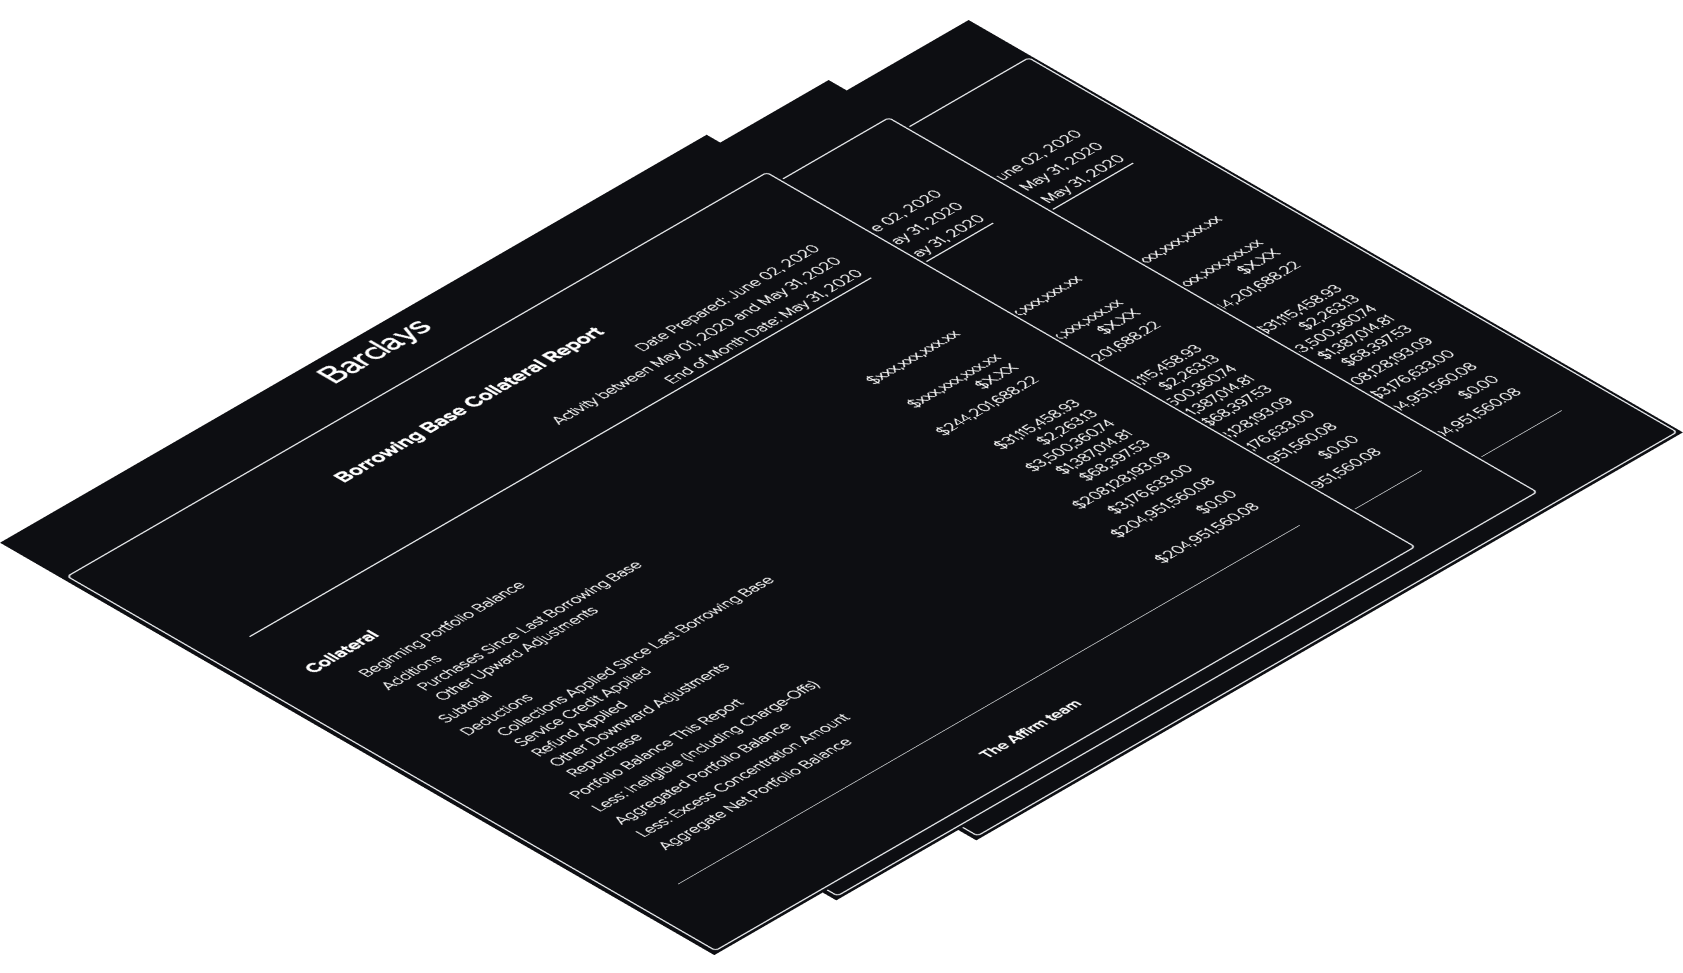 Barclays
Borrowing Base Collateral Report
Date Prepared: June 02, 2020
Activity between May 01, 2020 and May 31, 2020
End of Month Date: May 31, 2020
Collateral
Beginning Portfolio Balance $xxx,xxx,xxx.xx
Additions
Purchases Since Last Borrowing Base $xxx,xxx,xxx.xx
Other Upward Adjustments $X.XX
Subtotal $244,201,688.22
Deductions
Collections Applied Since Last Borrowing Base $31,115,458.93
Service Credit Applied $2,263.13
Refund Applied $3,500,360.74
Other Downward Adjustments $1,387,014.81
Repurchase $68,397.53
Portfolio Balance This Report $208,128,193.09
Less: Ineligible (Including Charge-Offs) $3,176,633.00
Aggregated Portfolio Balance $204,951,560.08
Less: Excess Concentration Amount $0.00
Aggregate Net Portfolio Balance $204,951,560.08
The Affirm team
e 02, 2020
ay 31, 2020
ay 31, 2020
,xxx,xxx.xx
,xxx,xxx.xx
$X.XX
201,688.22
1,115,458.93
$2,263.13
500,360.74
1,387,014.81
$68,397.53
,128,193.09
,176,633.00
951,560.08
$0.00
951,560.08
une 02, 2020
May 31, 2020
May 31, 2020
xx,xxx,xxx.xx
xx,xxx,xxx.xx
$X.XX
4,201,688.22
$31,115,458.93
$2,263.13
3,500,360.74
$1,387,014.81
$68,397.53
08,128,193.09
$3,176,633.00
4,951,560.08
$0.00
4,951,560.08